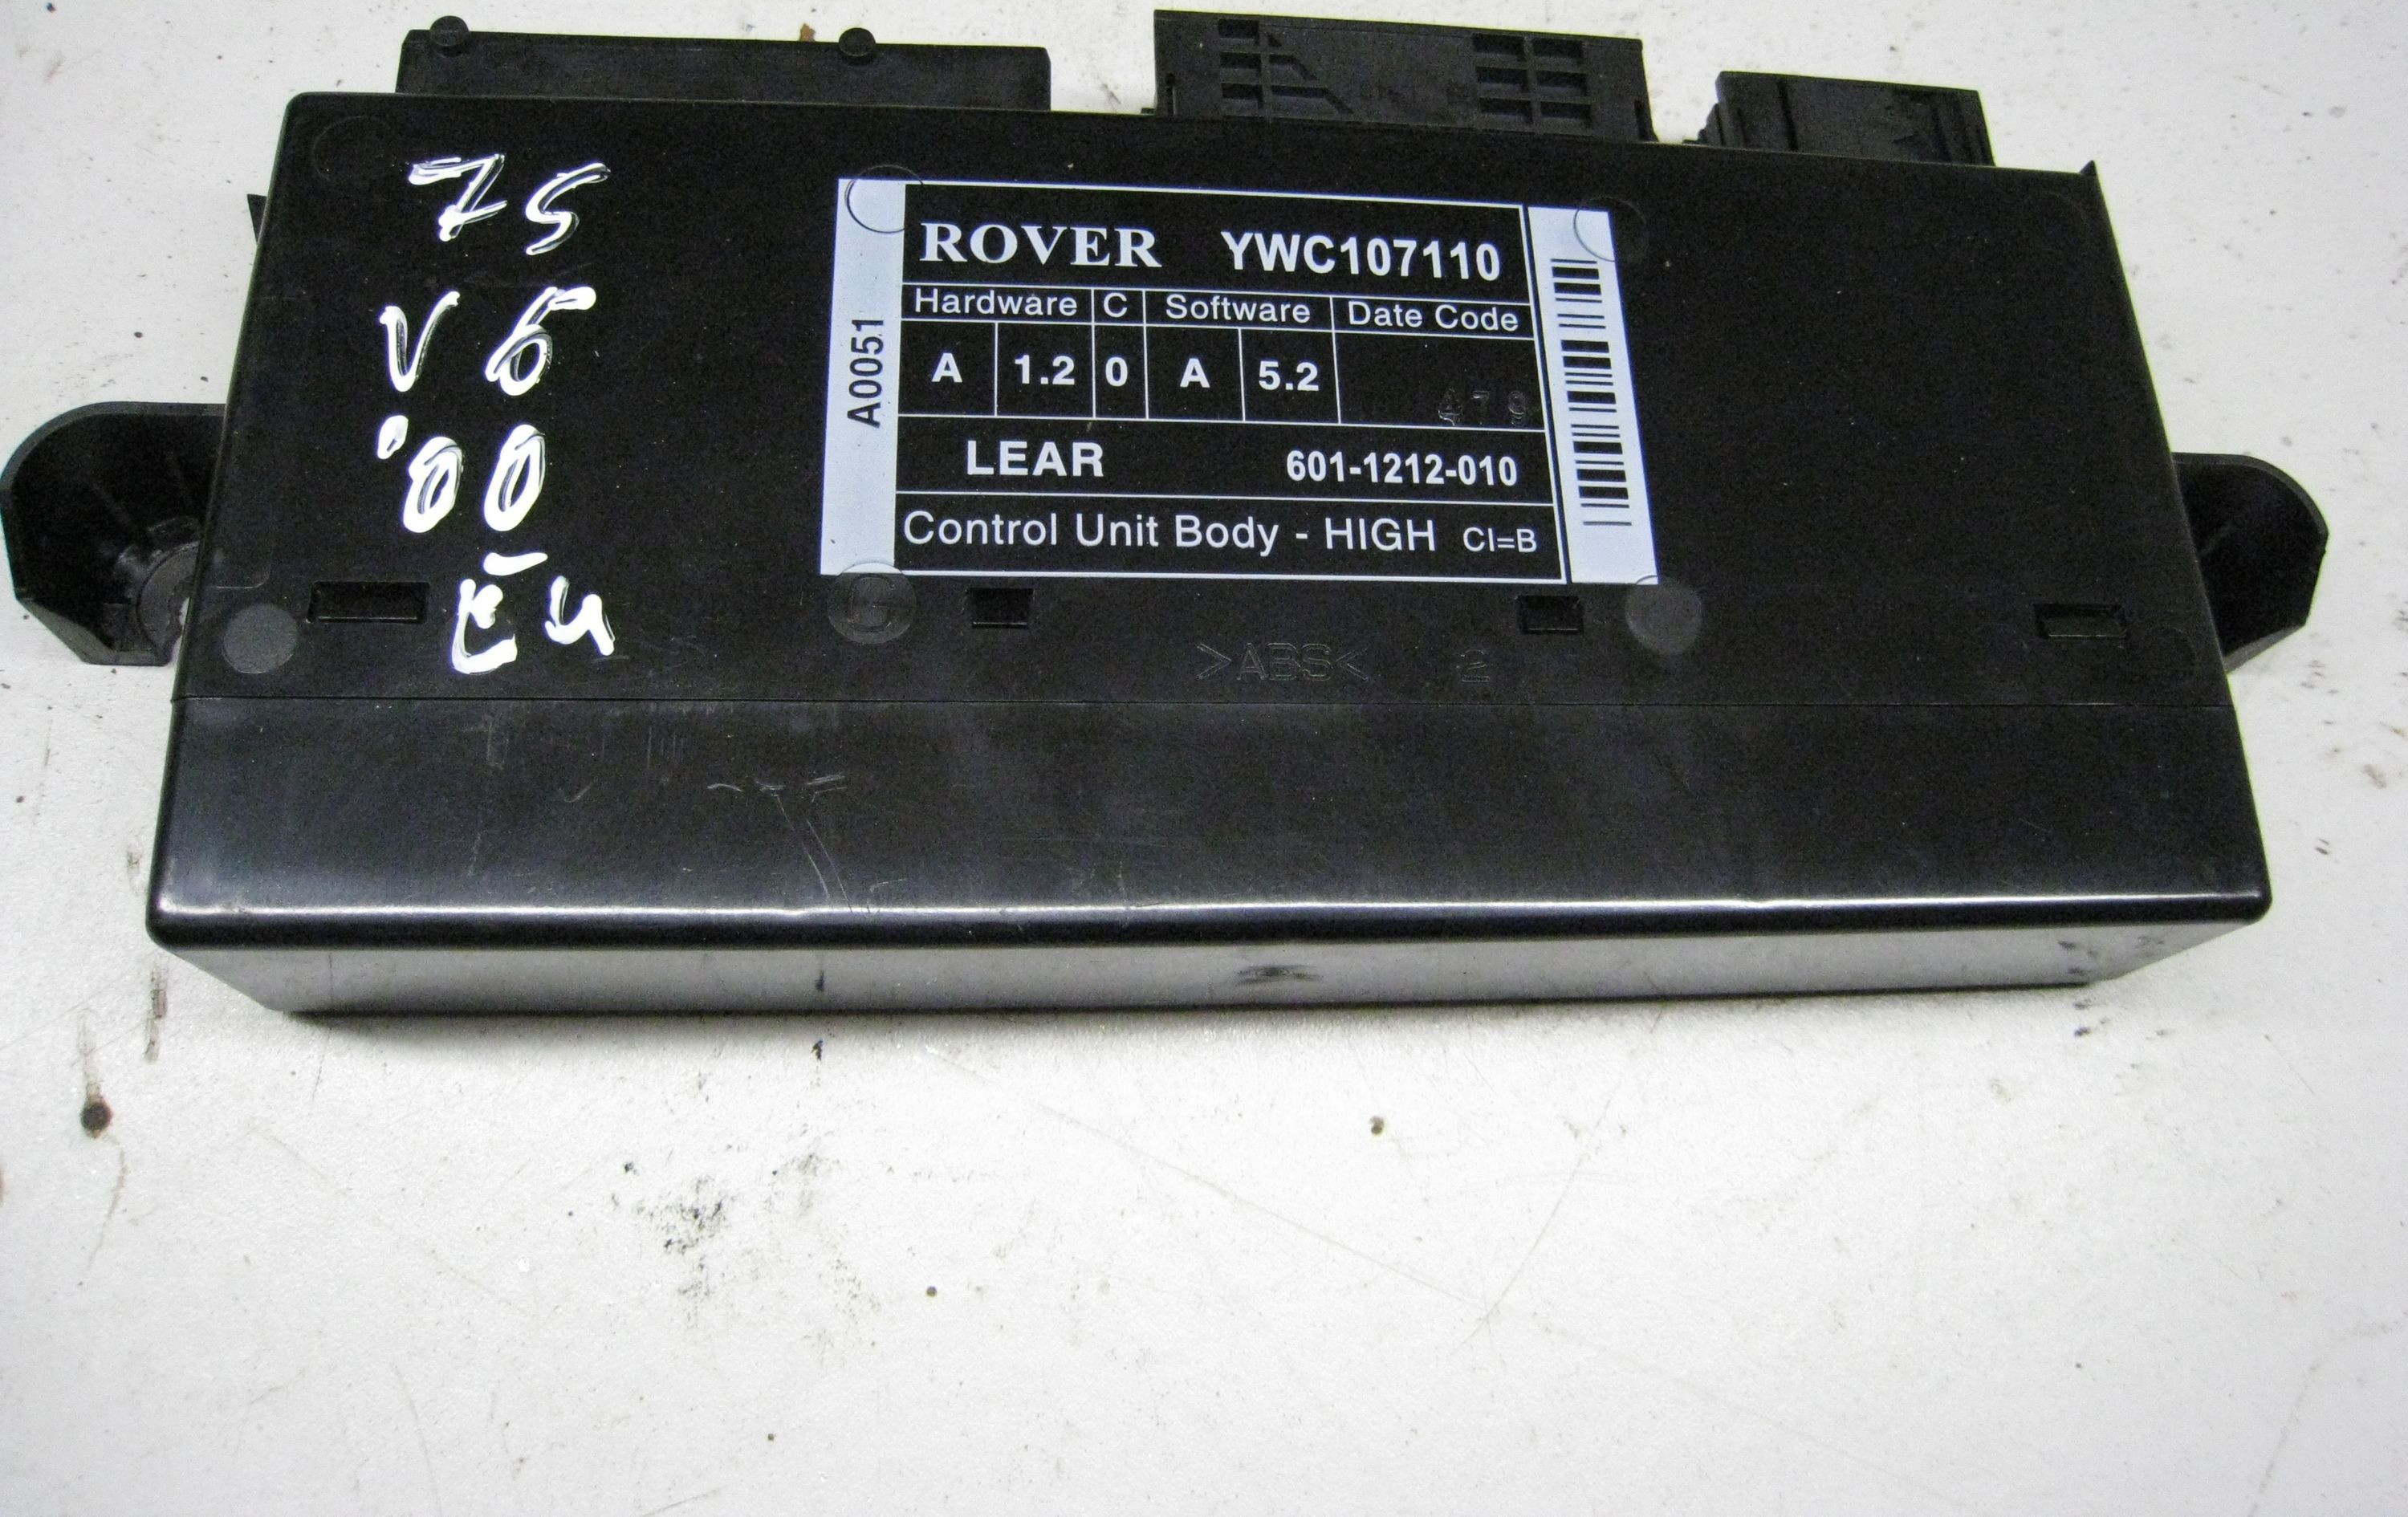 75
V6
'00
ROVER YWC107110
Hardware C Software Date Code
A 1.2 0 A 5.2 479
LEAR 601-1212-010
Control Unit Body - HIGH CI=B
A0051
G
>ABS< 2